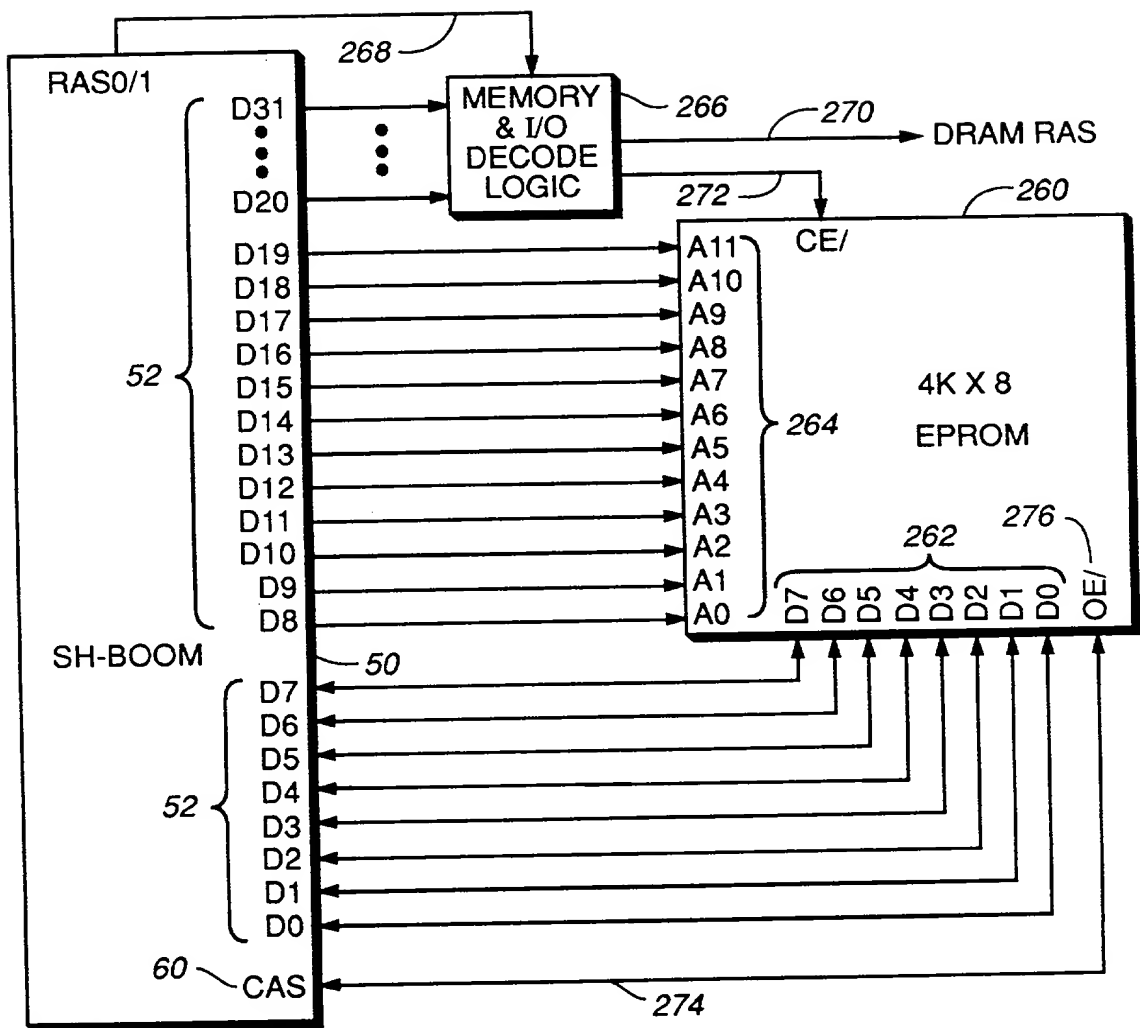 268
RAS0/1
D31
D20
D19
D18
D17
D16
D15
D14
D13
D12
D11
D10
D9
D8
52
SH-BOOM
50
D7
D6
D5
D4
D3
D2
D1
D0
52
60
CAS
MEMORY
& I/O
DECODE
LOGIC
266
270
DRAM RAS
272
260
CE/
A11
A10
A9
A8
A7
A6
A5
A4
A3
A2
A1
A0
264
4K X 8
EPROM
276
262
D7
D6
D5
D4
D3
D2
D1
D0
OE/
274